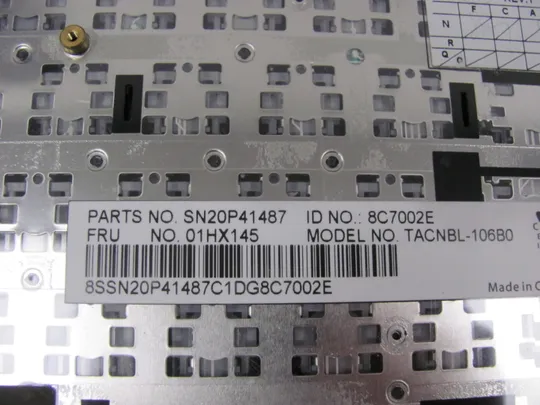 F C A
N
R
Q
PARTS NO. SN20P41487 ID NO.: 8C7002E
FRU NO. 01HX145 MODEL NO. TACNBL-106B0
8SSN20P41487C1DG8C7002E
Made in